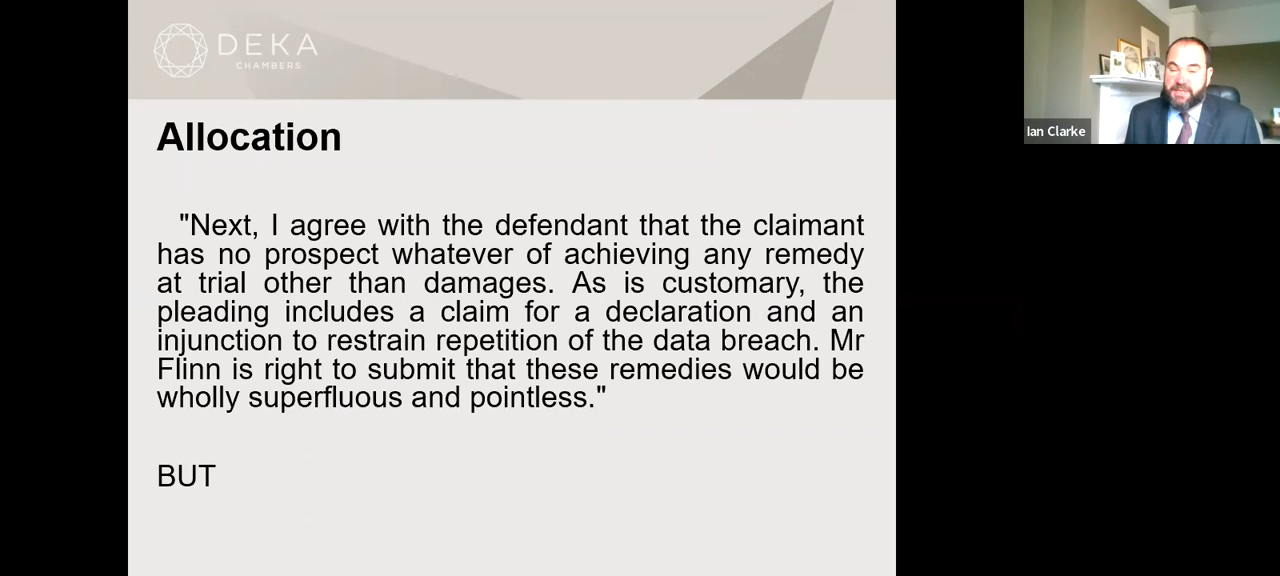 DEKA
CHAMBERS
Ian Clarke
Allocation
"Next, I agree with the defendant that the claimant
has no prospect whatever of achieving any remedy
at trial other than damages. As is customary, the
pleading includes a claim for a declaration and an
injunction to restrain repetition of the data breach. Mr
Flinn is right to submit that these remedies would be
wholly superfluous and pointless."
BUT